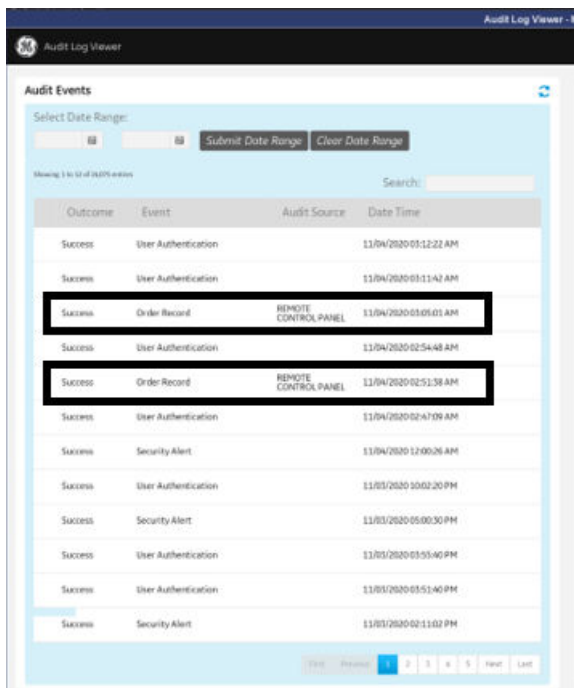 Audit Log Viewer -
Audit Log Viewer
Audit Events
Select Date Range:
Submit Date Range Clear Date Range
Showing 1 to 12 of entries
Search:
Outcome Event Audit Source Date Time
Success User Authentication 11/04/2020 03:12:22 AM
Success User Authentication 11/04/2020 03:11:42 AM
Success Order Record REMOTE CONTROL PANEL 11/04/2020 03:05:01 AM
Success User Authentication 11/04/2020 02:54:48 AM
Success Order Record REMOTE CONTROL PANEL 11/04/2020 02:51:38 AM
Success User Authentication 11/04/2020 02:47:09 AM
Success Security Alert 11/04/2020 12:00:26 AM
Success User Authentication 11/03/2020 10:02:20 PM
Success Security Alert 11/03/2020 05:00:30 PM
Success User Authentication 11/03/2020 03:55:40 PM
Success User Authentication 11/03/2020 03:51:40 PM
Success Security Alert 11/03/2020 02:11:02 PM
First Previous 1 2 3 4 5 Next Last